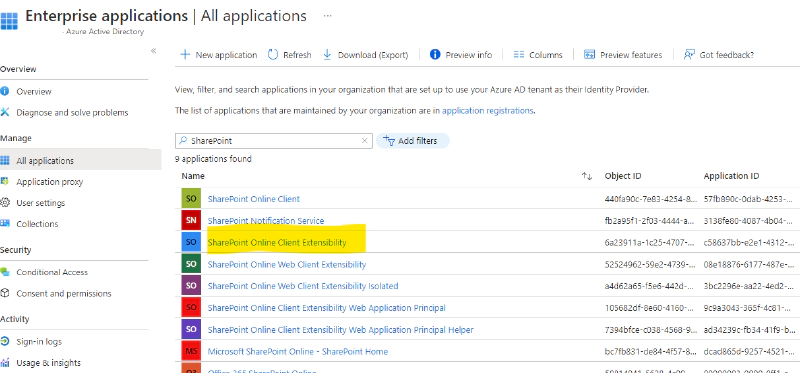 Enterprise applications | All applications ...
- Azure Active Directory
«
+ New application Refresh Download (Export) Preview info Columns Preview features Got feedback?
Overview
Overview
Diagnose and solve problems
Manage
All applications
Application proxy
User settings
Collections
Security
Conditional Access
Consent and permissions
Activity
Sign-in logs
Usage & insights
View, filter, and search applications in your organization that are set up to use your Azure AD tenant as their Identity Provider.
The list of applications that are maintained by your organization are in application registrations.
SharePoint × Add filters
9 applications found
Name ↑↓ Object ID Application ID
SO SharePoint Online Client 440fa90c-7e83-4254-8... 57fb890c-0dab-4253-...
SN SharePoint Notification Service fb2a95f1-2f03-4444-a... 3138fe80-4087-4b04-...
SO SharePoint Online Client Extensibility 6a23911a-1c25-4707-... c58637bb-e2e1-4312-...
SO SharePoint Online Web Client Extensibility 52524962-59e2-4739-... 08e18876-6177-487e-...
SO SharePoint Online Web Client Extensibility Isolated a4d62a65-f5e6-442d-... 3bc2296e-aa22-4ed2-...
SO SharePoint Online Client Extensibility Web Application Principal 105682df-8e60-4160-... 9c9a3043-365f-4c81-...
SO SharePoint Online Client Extensibility Web Application Principal Helper 7394bfce-c038-4568-9... ad34239c-fb34-41f9-b...
MS Microsoft SharePoint Online - SharePoint Home bc7fb831-de84-4f57-8... dcad865d-9257-4521-...
Office 365 SharePoint Online